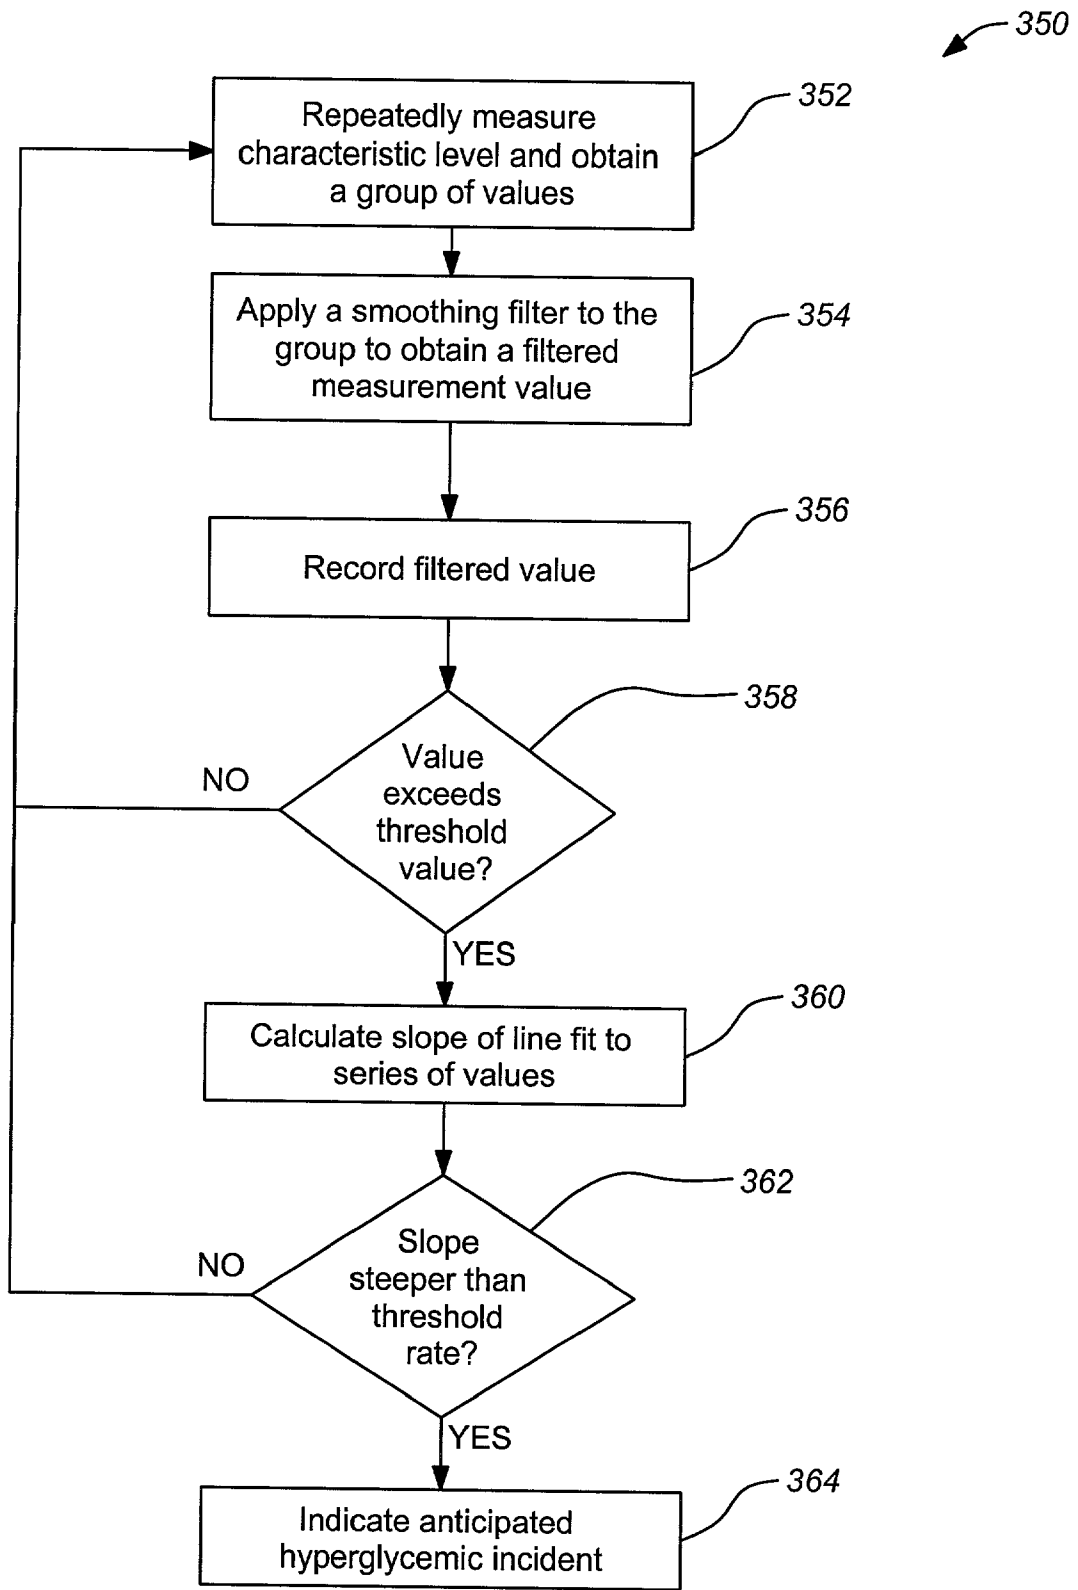 350
352
Repeatedly measure
characteristic level and obtain
a group of values
354
Apply a smoothing filter to the
group to obtain a filtered
measurement value
356
Record filtered value
358
Value
exceeds
threshold
value?
NO
YES
360
Calculate slope of line fit to
series of values
362
Slope
steeper than
threshold
rate?
NO
YES
364
Indicate anticipated
hyperglycemic incident